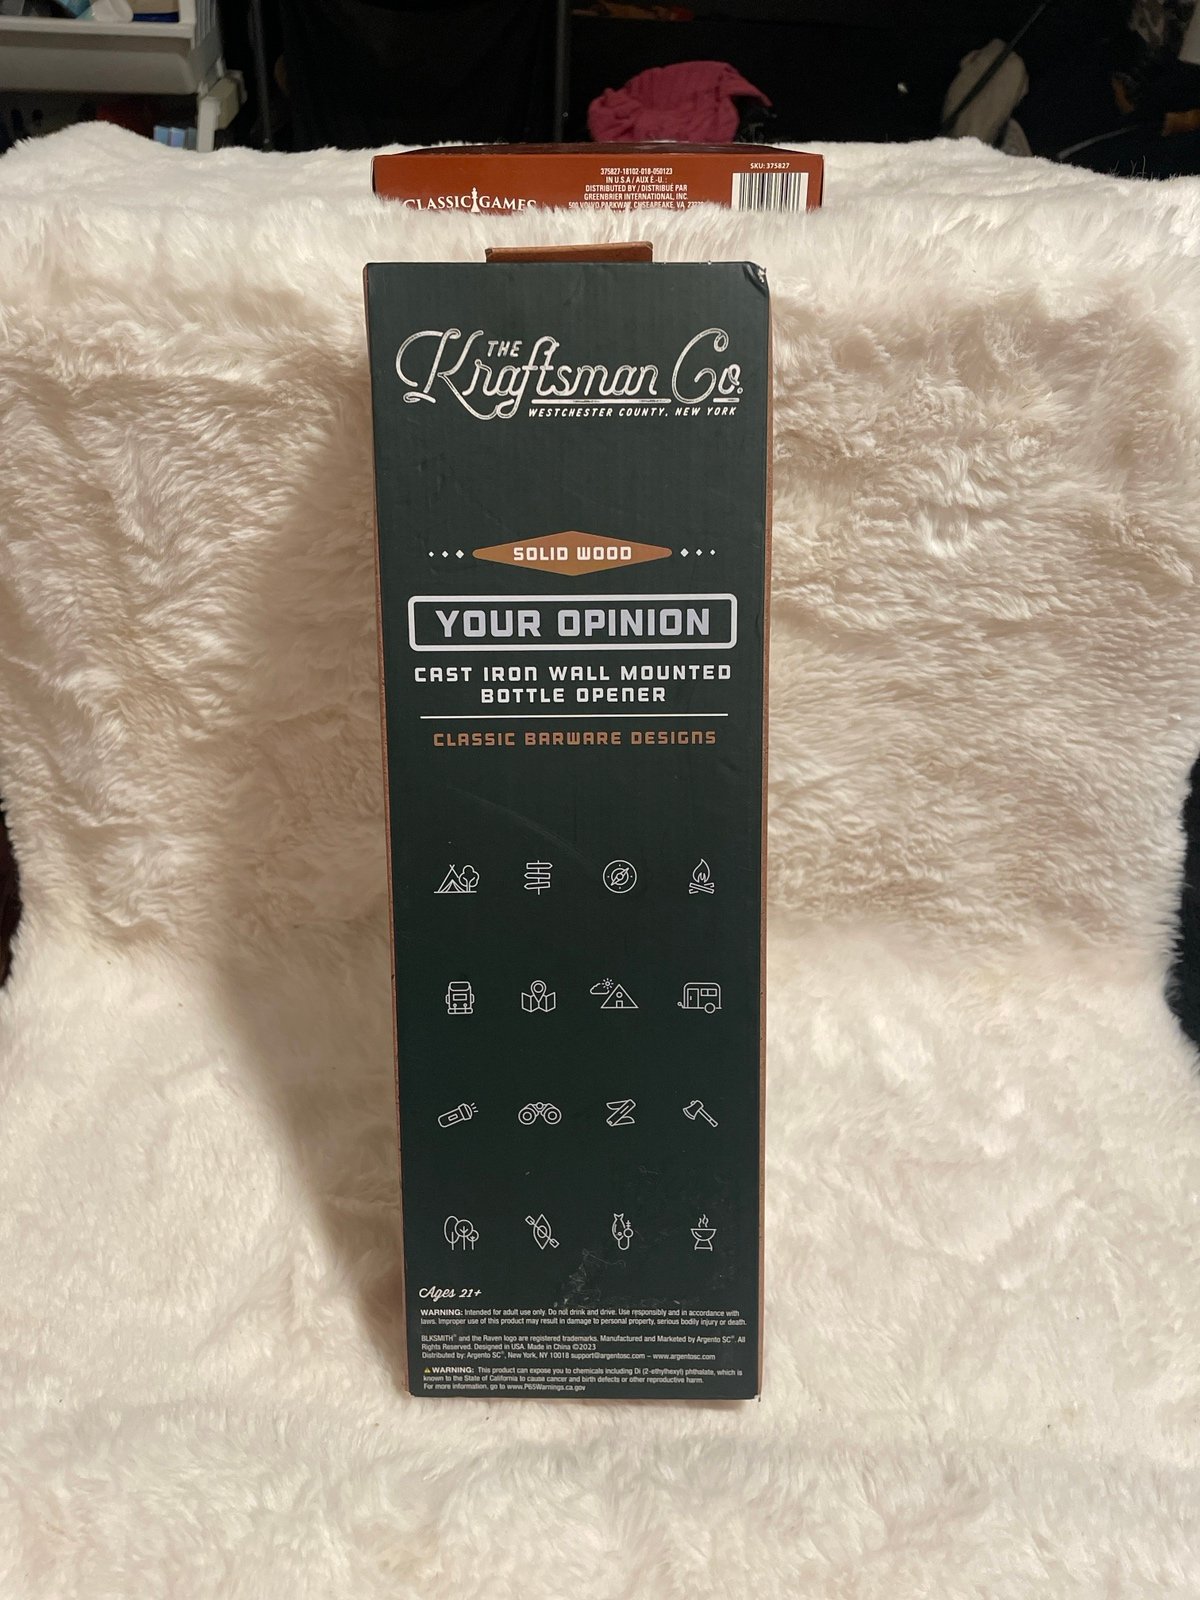 375827-18102-018-050123
SKU: 375827
IN U.S.A / AUX É.-U. :
DISTRIBUTED BY / DISTRIBUÉ PAR
GREENBRIER INTERNATIONAL, INC.
500 VOLVO PARKWAY, CHSEAPEAKE, VA
CLASSIC GAMES
THE
Kraftsman Co.
WESTCHESTER COUNTY, NEW YORK
SOLID WOOD
YOUR OPINION
CAST IRON WALL MOUNTED
BOTTLE OPENER
CLASSIC BARWARE DESIGNS
Ages 21+
WARNING: Intended for adult use only. Do not drink and drive. Use responsibly and in accordance with
laws. Improper use of this product may result in damage to personal property, serious bodily injury or death.
BLKSMITH™ and the Raven logo are registered trademarks. Manufactured and Marketed by Argento SC®. All
Rights Reserved. Designed in USA. Made in China ©2023
Distributed by: Argento SC®, New York, NY 10018 support@argentosc.com – www.argentosc.com
WARNING: This product can expose you to chemicals including Di (2-ethylhexyl) phthalate, which is
known to the State of California to cause cancer and birth defects or other reproductive harm.
For more information, go to www.P65Warnings.ca.gov